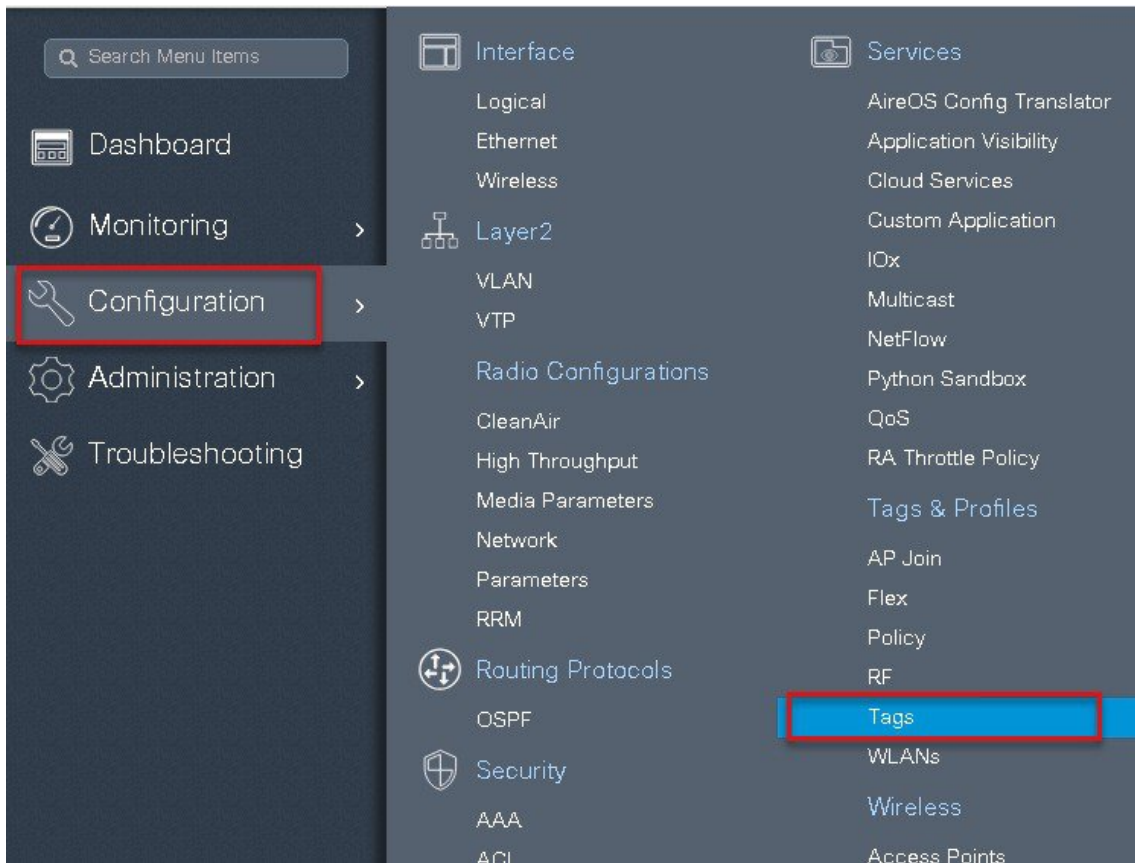 Search Menu Items
Dashboard
Monitoring
Configuration
Administration
Troubleshooting
Interface
Logical
Ethernet
Wireless
Layer2
VLAN
VTP
Radio Configurations
CleanAir
High Throughput
Media Parameters
Network
Parameters
RRM
Routing Protocols
OSPF
Security
AAA
ACL
Services
AireOS Config Translator
Application Visibility
Cloud Services
Custom Application
IOx
Multicast
NetFlow
Python Sandbox
QoS
RA Throttle Policy
Tags & Profiles
AP Join
Flex
Policy
RF
Tags
WLANs
Wireless
Access Points